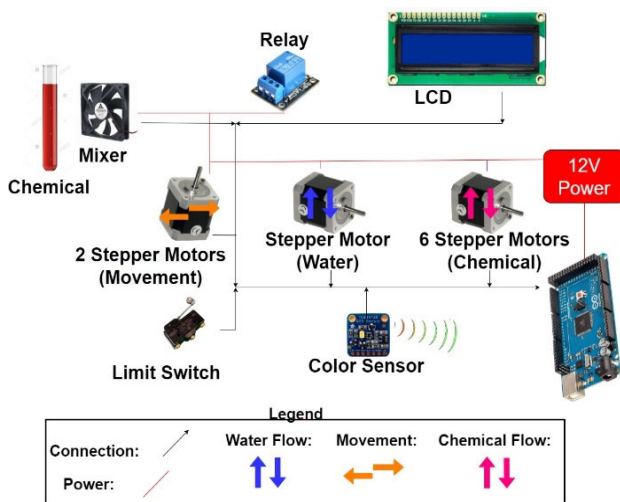 Relay
LCD
Mixer
Chemical
12V
Power
2 Stepper Motors
(Movement)
Stepper Motor
(Water)
6 Stepper Motors
(Chemical)
Limit Switch
Color Sensor
Legend
Connection:
Water Flow:
Movement:
Chemical Flow:
Power: